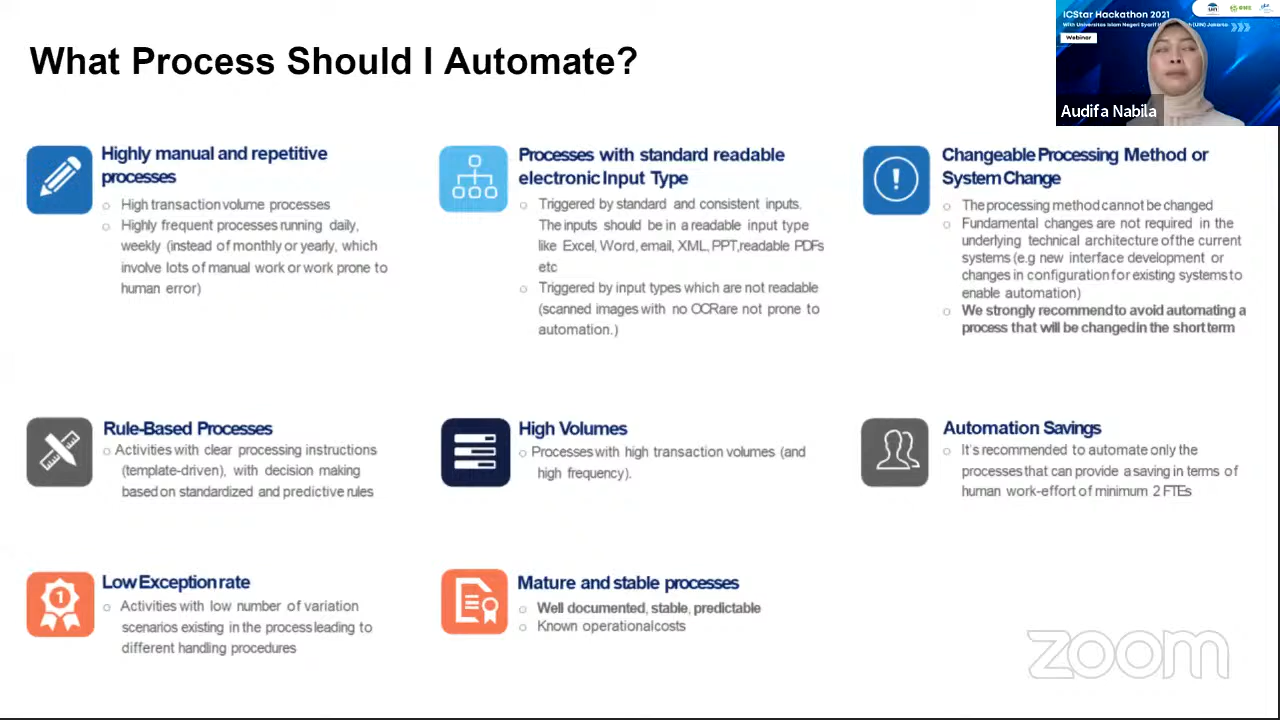 What Process Should I Automate?
ICStar Hackathon 2021
Webinar
Audifa Nabila
Highly manual and repetitive
processes
○ High transaction volume processes
○ Highly frequent processes running daily,
weekly (instead of monthly or yearly, which
involve lots of manual work or work prone to
human error)
Processes with standard readable
electronic Input Type
○ Triggered by standard and consistent inputs.
The inputs should be in a readable input type
like Excel, Word, email, XML, PPT,readable PDFs
etc
○ Triggered by input types which are not readable
(scanned images with no OCRare not prone to
automation.)
Changeable Processing Method or
System Change
○ The processing method cannot be changed
○ Fundamental changes are not required in the
underlying technical architecture of the current
systems (e.g new interface development or
changes in configuration for existing systems to
enable automation)
○ We strongly recommend to avoid automating a
process that will be changed in the short term
Rule-Based Processes
○ Activities with clear processing instructions
(template-driven), with decision making
based on standardized and predictive rules
High Volumes
○ Processes with high transaction volumes (and
high frequency).
Automation Savings
○ It's recommended to automate only the
processes that can provide a saving in terms of
human work-effort of minimum 2 FTEs
1
Low Exception rate
○ Activities with low number of variation
scenarios existing in the process leading to
different handling procedures
Mature and stable processes
○ Well documented, stable, predictable
○ Known operational costs
zoom